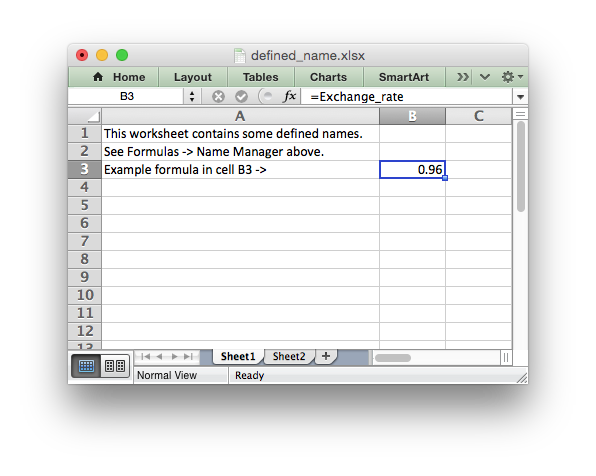 defined_name.xlsx
Home Layout Tables Charts SmartArt
B3 fx =Exchange_rate
A B C
1 This worksheet contains some defined names.
2 See Formulas -> Name Manager above.
3 Example formula in cell B3 -> 0.96
4
5
6
7
8
9
10
11
12
13
Sheet1 Sheet2 +
Normal View Ready